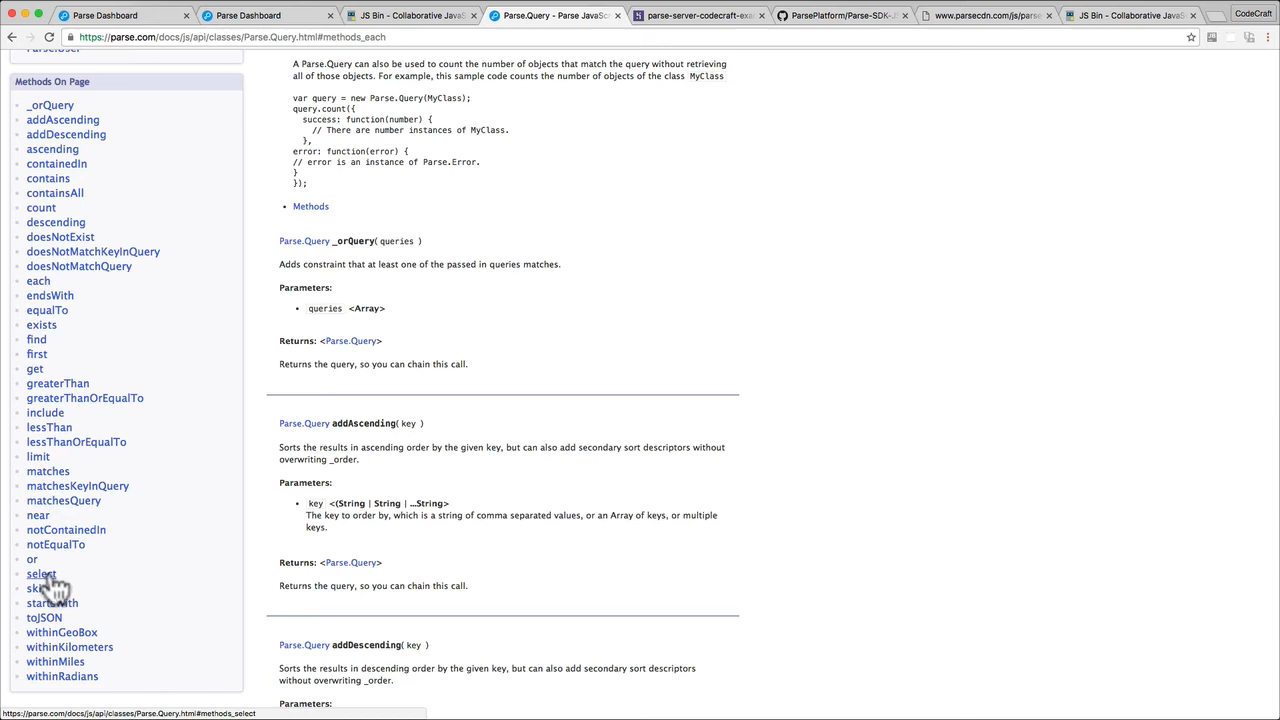 Parse Dashboard
Parse Dashboard
JS Bin - Collaborative JavaS
Parse.Query - Parse JavaSc
parse-server-codecraft-exa
ParsePlatform/Parse-SDK-J
www.parsecdn.com/js/parse
JS Bin - Collaborative JavaS
CodeCraft
https://parse.com/docs/js/api/classes/Parse.Query.html#methods_each
Parse.User
Methods On Page
_orQuery
addAscending
addDescending
ascending
containedIn
contains
containsAll
count
descending
doesNotExist
doesNotMatchKeyInQuery
doesNotMatchQuery
each
endsWith
equalTo
exists
find
first
get
greaterThan
greaterThanOrEqualTo
include
lessThan
lessThanOrEqualTo
limit
matches
matchesKeyInQuery
matchesQuery
near
notContainedIn
notEqualTo
or
select
startsWith
toJSON
withinGeoBox
withinKilometers
withinMiles
withinRadians
A Parse.Query can also be used to count the number of objects that match the query without retrieving
all of those objects. For example, this sample code counts the number of objects of the class MyClass
var query = new Parse.Query(MyClass);
query.count({
success: function(number) {
// There are number instances of MyClass.
},
error: function(error) {
// error is an instance of Parse.Error.
}
});
Methods
Parse.Query _orQuery( queries )
Adds constraint that at least one of the passed in queries matches.
Parameters:
queries <Array>
Returns: <Parse.Query>
Returns the query, so you can chain this call.
Parse.Query addAscending( key )
Sorts the results in ascending order by the given key, but can also add secondary sort descriptors without
overwriting _order.
Parameters:
key <(String | String | ...String>
The key to order by, which is a string of comma separated values, or an Array of keys, or multiple
keys.
Returns: <Parse.Query>
Returns the query, so you can chain this call.
Parse.Query addDescending( key )
Sorts the results in descending order by the given key, but can also add secondary sort descriptors
without overwriting _order.
Parameters:
https://parse.com/docs/js/api/classes/Parse.Query.html#methods_select